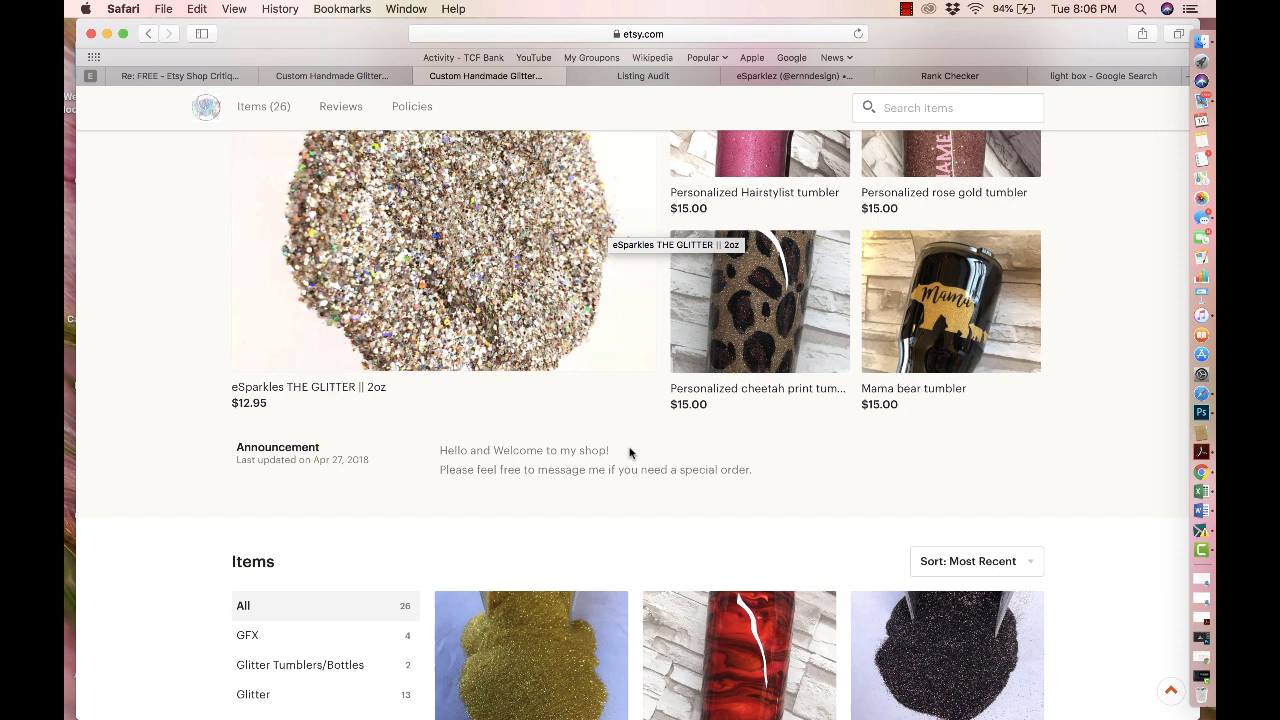 Safari File Edit View History Bookmarks Window Help 94% Tue 8:06 PM
etsy.com
Activity - TCF Bank YouTube My Groupons Wikipedia Popular Apple Google News
E Re: FREE - Etsy Shop Critiq... Custom Handmade Glitter... Custom Handmade Glitter... Listing Audit eSparklez (@ernndesign) •... Rank Checker light box - Google Search
Items (26) Reviews Policies Search items
NAME
Personalized Hairstylist tumbler Personalized rose gold tumbler
$15.00 $15.00
eSparkles THE GLITTER || 2oz
Mama
eSparkles THE GLITTER || 2oz Personalized cheetah print tum... Mama bear tumbler
$12.95 $15.00 $15.00
Announcement Hello and Welcome to my shop!
Last updated on Apr 27, 2018
Please feel free to message me if you need a special order.
Items Sort: Most Recent
All 26
GFX 4
Glitter Tumblers/Bottles 2
Glitter 13